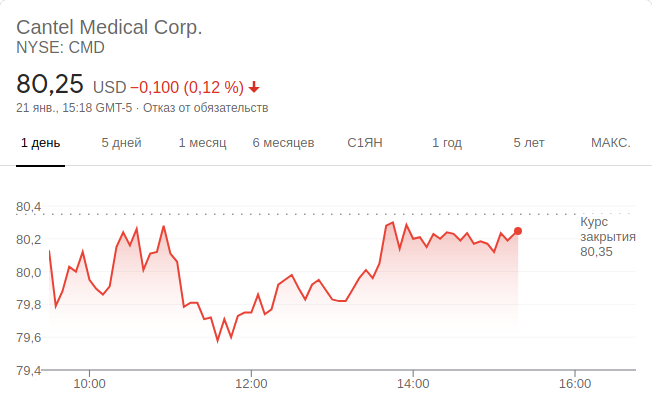 Cantel Medical Corp.
NYSE: CMD
80,25 USD −0,100 (0,12 %)
21 янв., 15:18 GMT-5 · Отказ от обязательств
1 день 5 дней 1 месяц 6 месяцев С1ЯН 1 год 5 лет МАКС.
80,4
80,2
80,0
79,8
79,6
79,4
Курс
закрытия
80,35
10:00 12:00 14:00 16:00